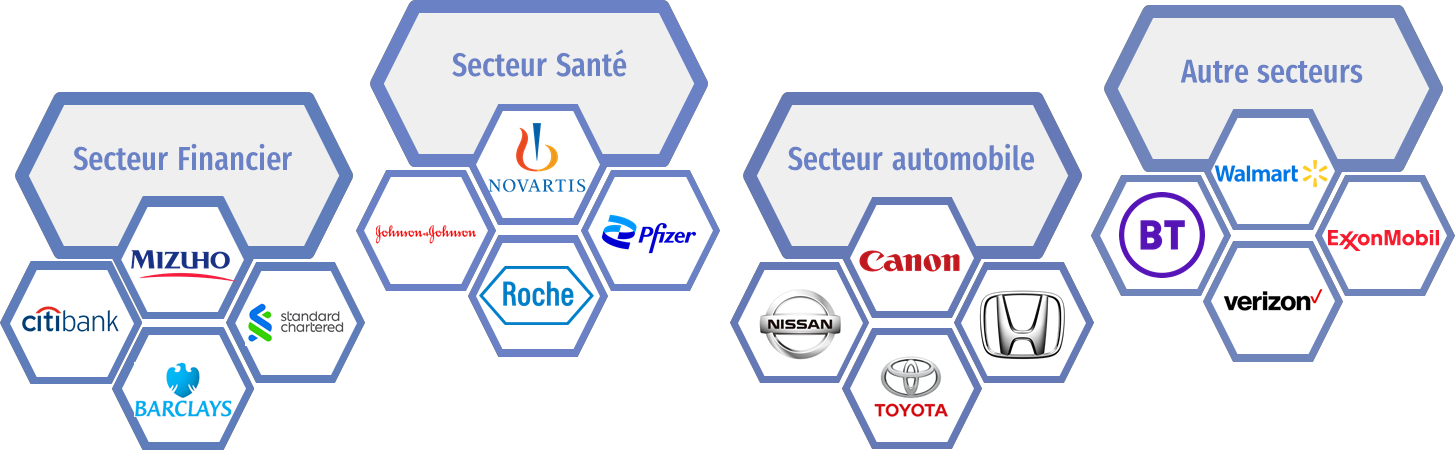 Secteur Financier
MIZUHO
citibank
standard
chartered
BARCLAYS
Secteur Santé
NOVARTIS
Johnson & Johnson
Pfizer
Roche
Secteur automobile
Canon
NISSAN
TOYOTA
Autre secteurs
Walmart
BT
ExxonMobil
verizon